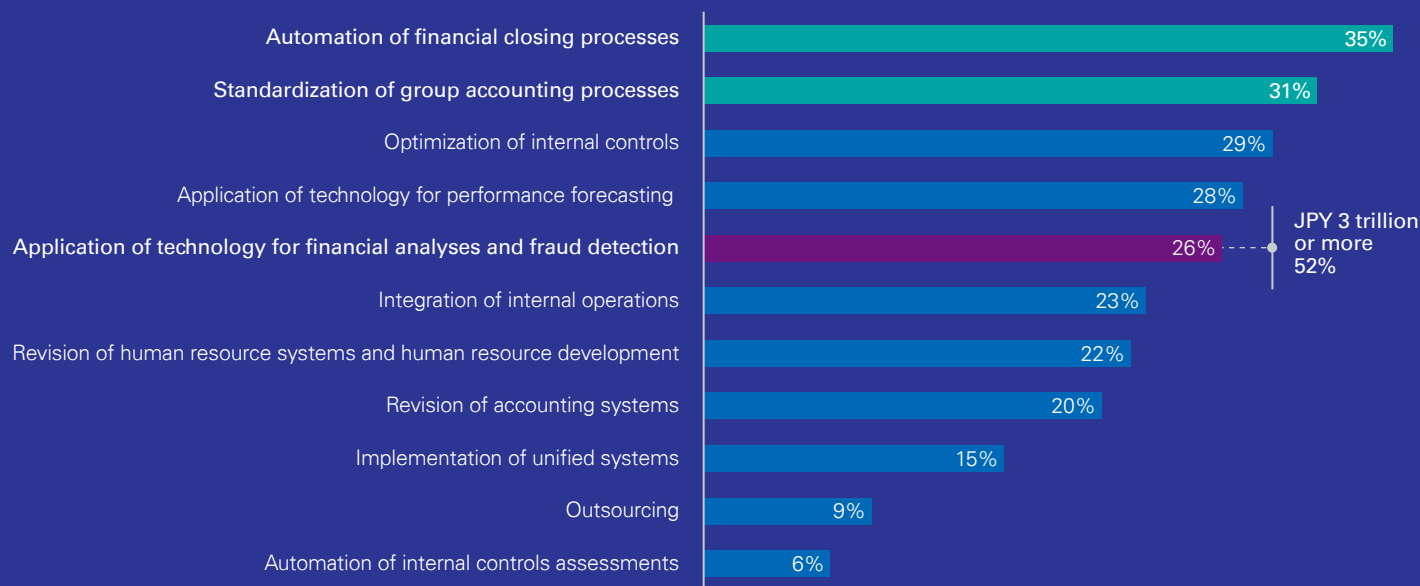 Automation of financial closing processes 35%
Standardization of group accounting processes 31%
Optimization of internal controls 29%
Application of technology for performance forecasting 28%
Application of technology for financial analyses and fraud detection 26%
JPY 3 trillion
or more
52%
Integration of internal operations 23%
Revision of human resource systems and human resource development 22%
Revision of accounting systems 20%
Implementation of unified systems 15%
Outsourcing 9%
Automation of internal controls assessments 6%